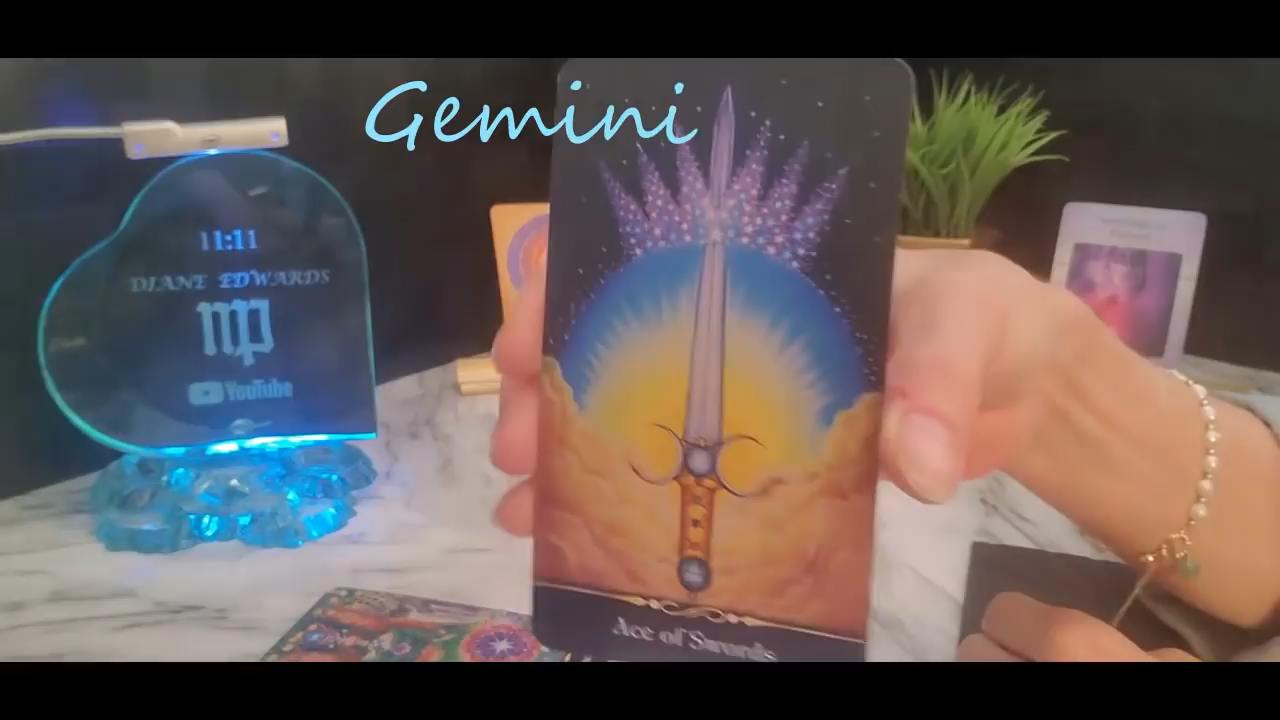 Gemini
11:11
DIANE EDWARDS
YouTube
Ace of Swords